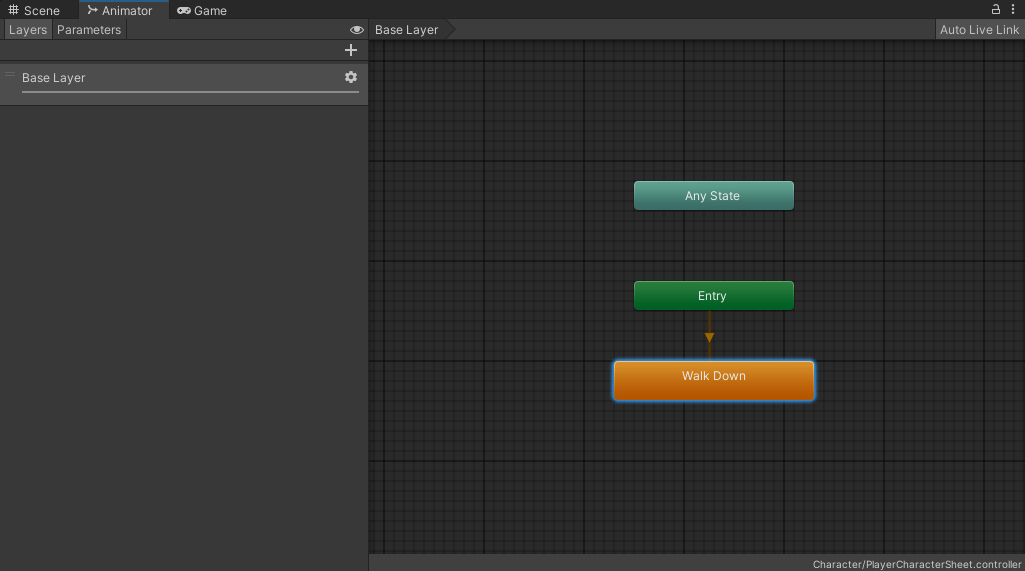 Scene
Animator
Game
Layers
Parameters
Base Layer
Auto Live Link
Base Layer
Any State
Entry
Walk Down
Character/PlayerCharacterSheet.controller